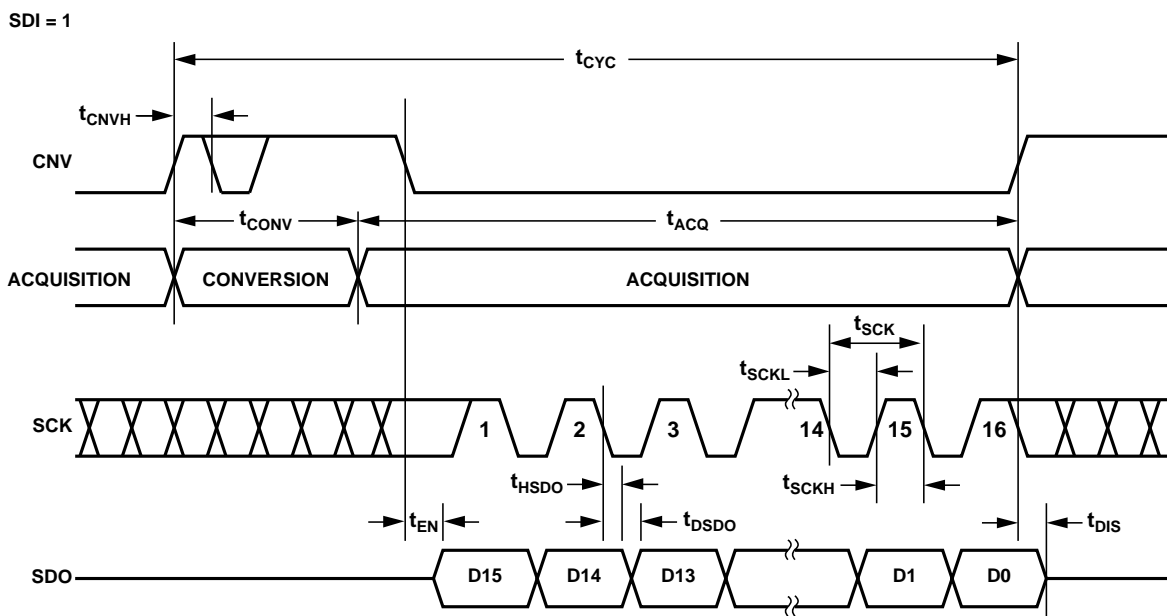 SDI = 1
tCYC
tCNVH
CNV
tCONV
tACQ
ACQUISITION
CONVERSION
ACQUISITION
tSCK
tSCKL
SCK
1
2
3
14
15
16
tHSDO
tSCKH
tEN
tDSDO
tDIS
SDO
D15
D14
D13
D1
D0